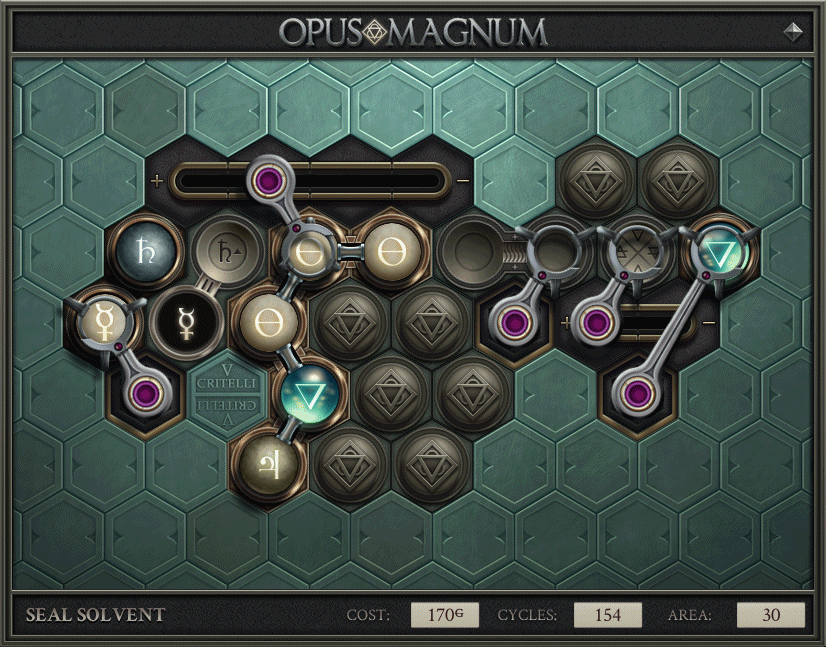 OPUS MAGNUM
V
CRITELLI
CRITELLI
V
SEAL SOLVENT COST: 170G CYCLES: 154 AREA: 30